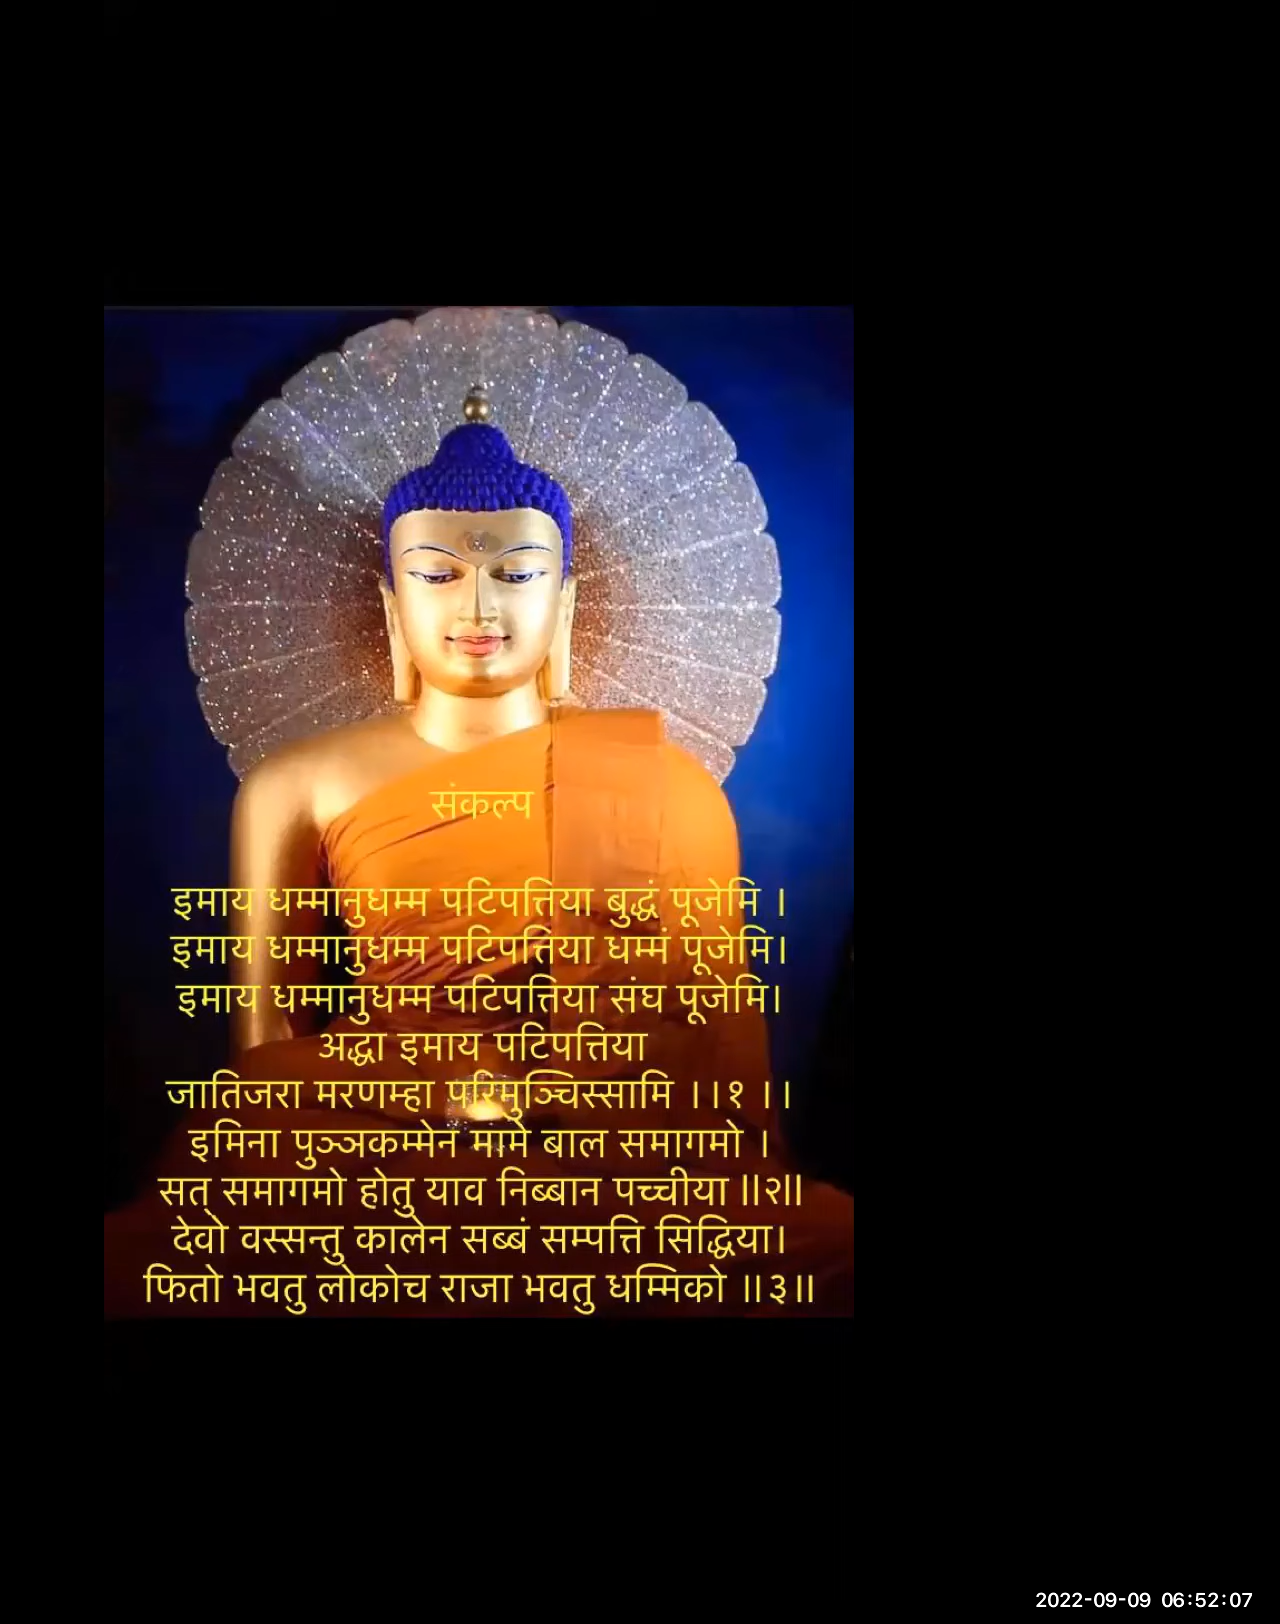 संकल्प
इमाय धम्मानुधम्म पटिपत्तिया बुद्धं पूजेमि ।
इमाय धम्मानुधम्म पटिपत्तिया धम्मं पूजेमि।
इमाय धम्मानुधम्म पटिपत्तिया संघ पूजेमि।
अद्धा इमाय पटिपत्तिया
जातिजरा मरणम्हा परिमुञ्चिस्सामि ।।१ ।।
इमिना पुञ्ञकम्मेन मामे बाल समागमो ।
सत् समागमो होतु याव निब्बान पच्चीया ॥२॥
देवो वस्सन्तु कालेन सब्बं सम्पत्ति सिद्धिया।
फितो भवतु लोकोच राजा भवतु धम्मिको ॥३॥
2022-09-09 06:52:07